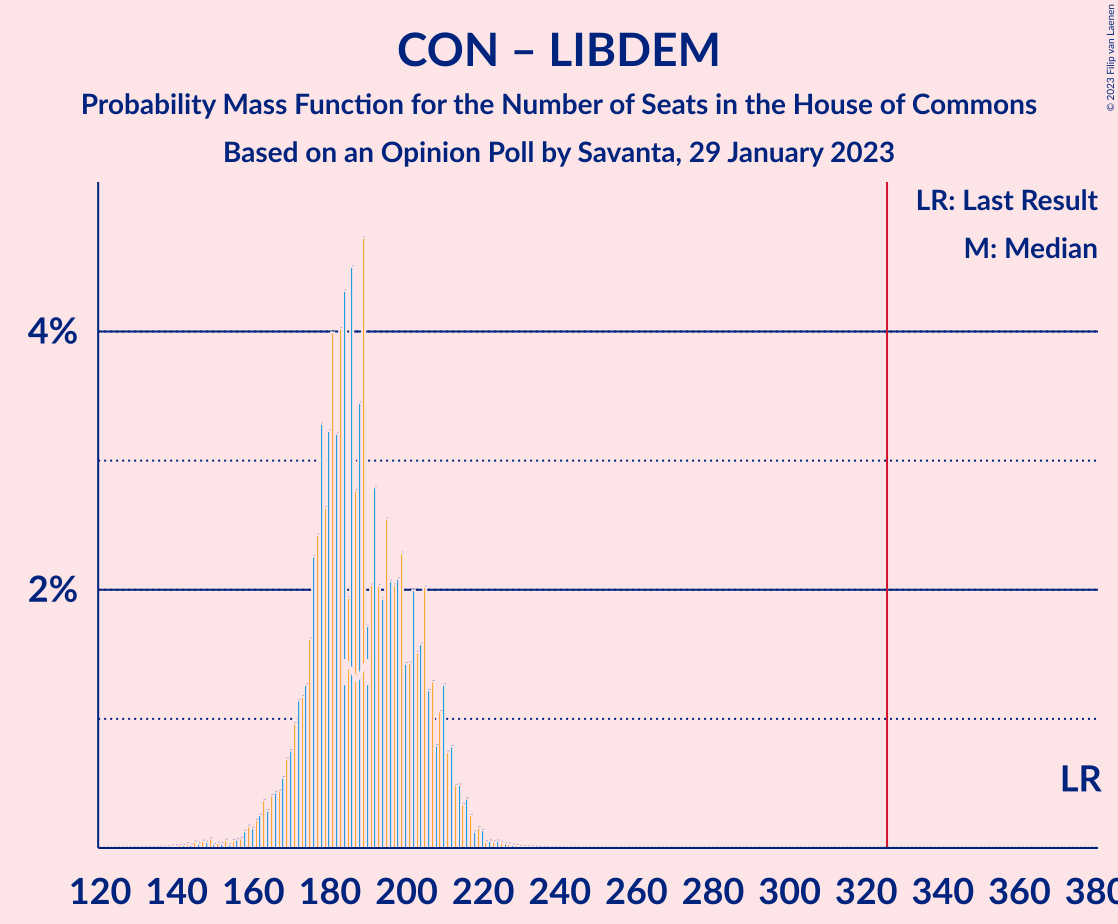 CON – LIBDEM
Probability Mass Function for the Number of Seats in the House of Commons
Based on an Opinion Poll by Savanta, 29 January 2023
© 2023 Filip van Laenen
LR: Last Result
M: Median
4%
2%
M
LR
120 140 160 180 200 220 240 260 280 300 320 340 360 380